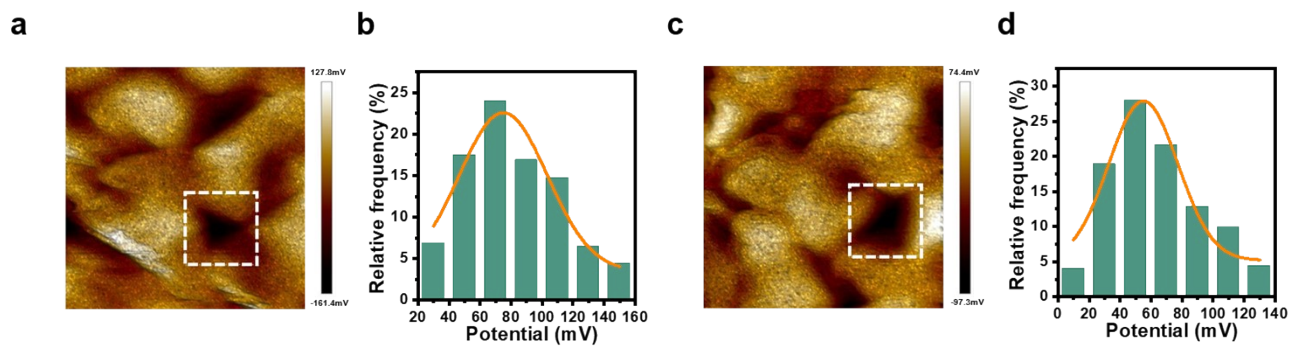 a
127.8mV
-161.4mV
b
Relative frequency (%)
25
20
15
10
5
0
20 40 60 80 100 120 140 160
Potential (mV)
c
74.4mV
-97.3mV
d
Relative frequency (%)
30
25
20
15
10
5
0
0 20 40 60 80 100 120 140
Potential (mV)